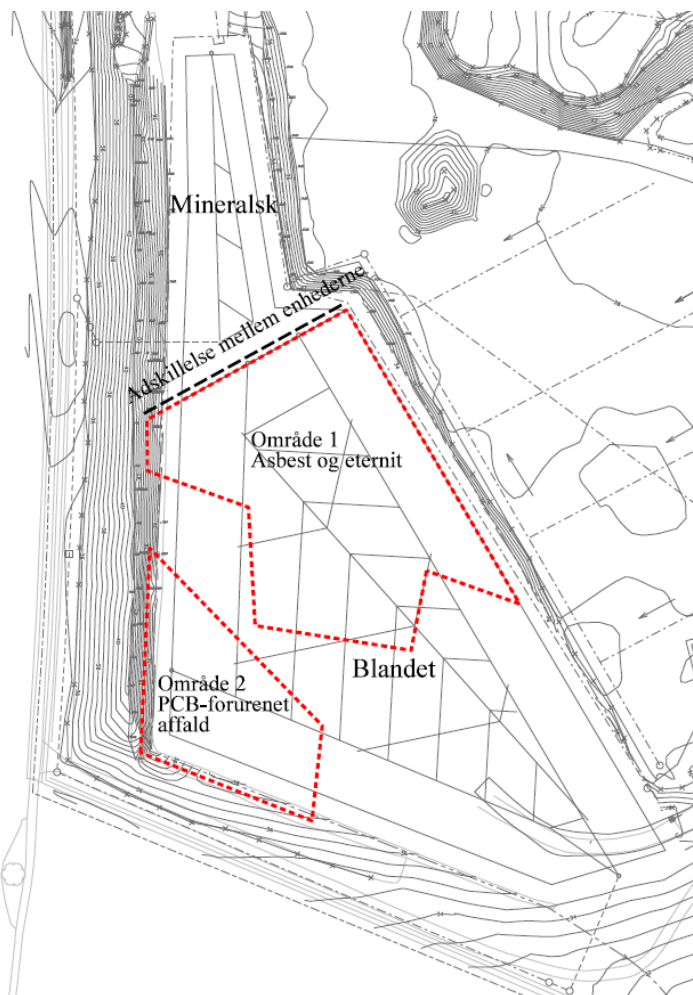 Mineralsk
Adskillelse mellem enhederne
Område 1
Asbest og eternit
Blandet
Område 2
PCB-forurenet
affald